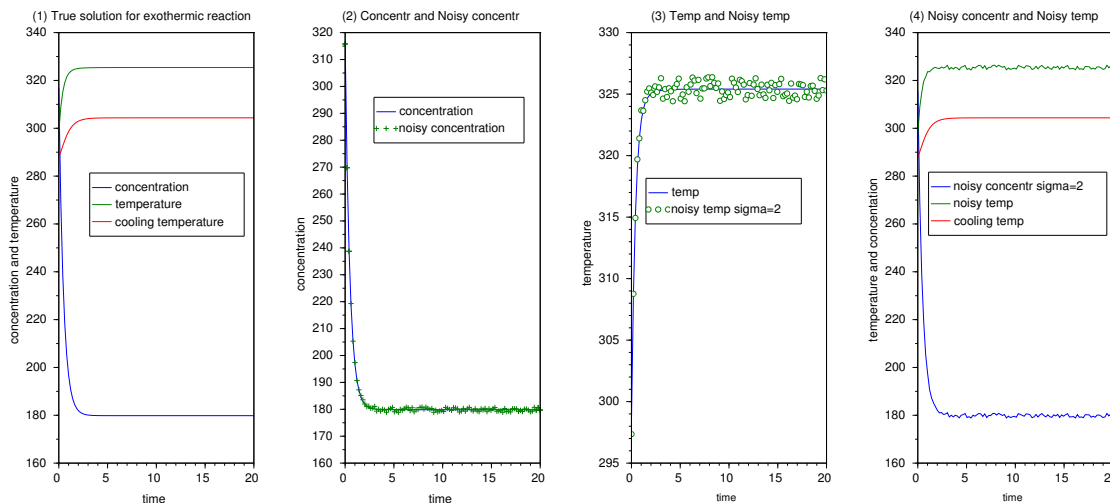 (1) True solution for exothermic reaction
340
320
300
280
260
240
220
200
180
160
0 5 10 15 20
time
concentration and temperature
concentration
temperature
cooling temperature
(2) Concentr and Noisy concentr
320
310
300
290
280
270
260
250
240
230
220
210
200
190
180
170
160
0 5 10 15 20
time
concentration
concentration
noisy concentration
(3) Temp and Noisy temp
330
325
320
315
310
305
300
295
0 5 10 15 20
time
temperature
temp
noisy temp sigma=2
(4) Noisy concentr and Noisy temp
340
320
300
280
260
240
220
200
180
160
0 5 10 15 20
time
temperature and concentation
noisy concentr sigma=2
noisy temp
cooling temp